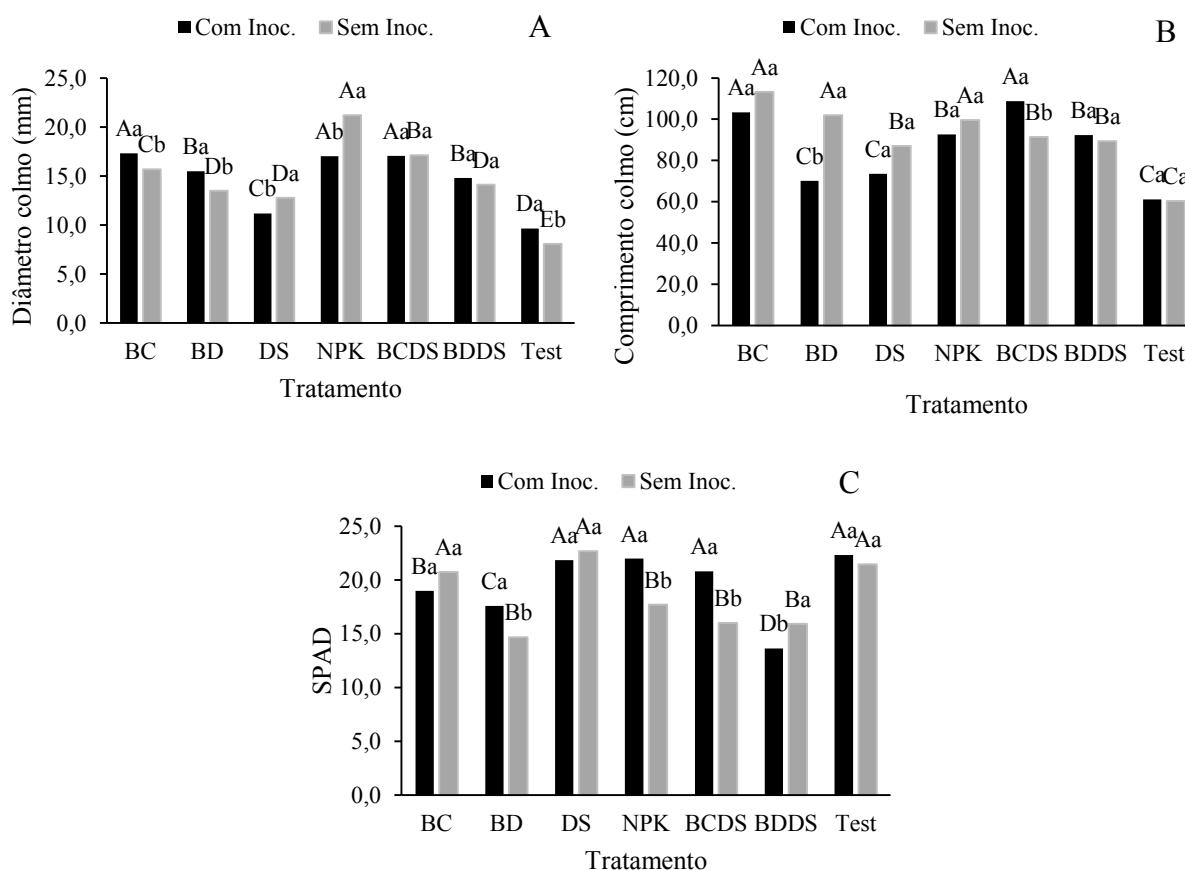 Com Inoc. Sem Inoc. A
Diâmetro colmo (mm)
25,0
20,0
15,0
10,0
5,0
0,0
Aa Cb Ba Db Cb Da Ab Aa Aa Ba Ba Da Da Eb
BC BD DS NPK BCDS BDDS Test
Tratamento
Com Inoc. Sem Inoc. B
Comprimento colmo (cm)
120,0
100,0
80,0
60,0
40,0
20,0
0,0
Aa Aa Cb Aa Ca Ba Ba Aa Aa Bb Ba Ba Ca Ca
BC BD DS NPK BCDS BDDS Test
Tratamento
Com Inoc. Sem Inoc. C
SPAD
25,0
20,0
15,0
10,0
5,0
0,0
Ba Aa Ca Bb Aa Aa Aa Bb Aa Bb Db Ba Aa Aa
BC BD DS NPK BCDS BDDS Test
Tratamento